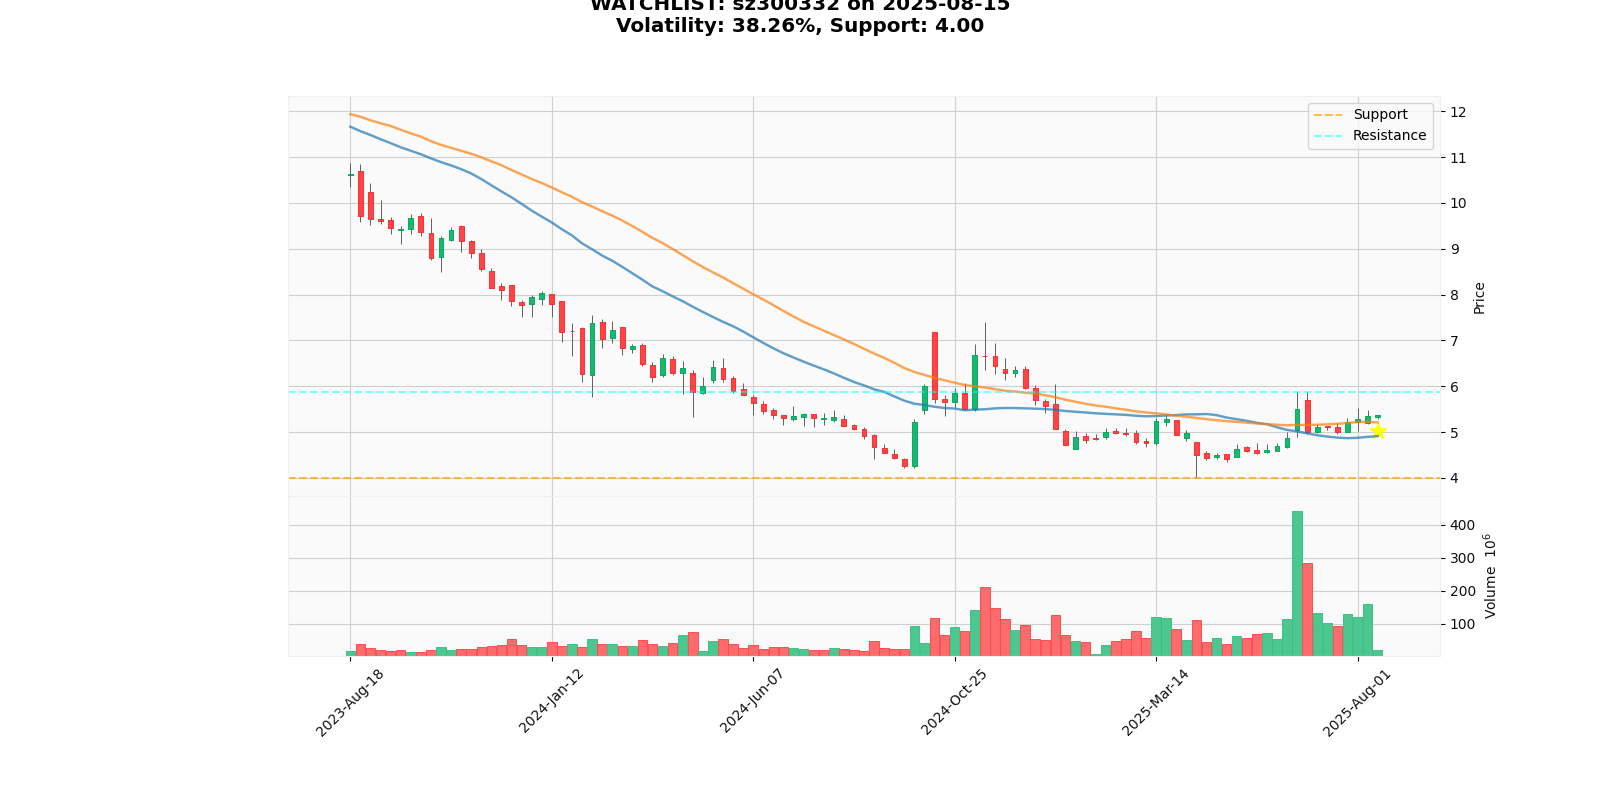 WATCHLIST: sz300332 on 2025-08-15
Volatility: 38.26%, Support: 4.00
Support
Resistance
12
11
10
9
8
7
6
5
4
Price
400
300
200
100
Volume 10⁶
2023-Aug-18
2024-Jan-12
2024-Jun-07
2024-Oct-25
2025-Mar-14
2025-Aug-01